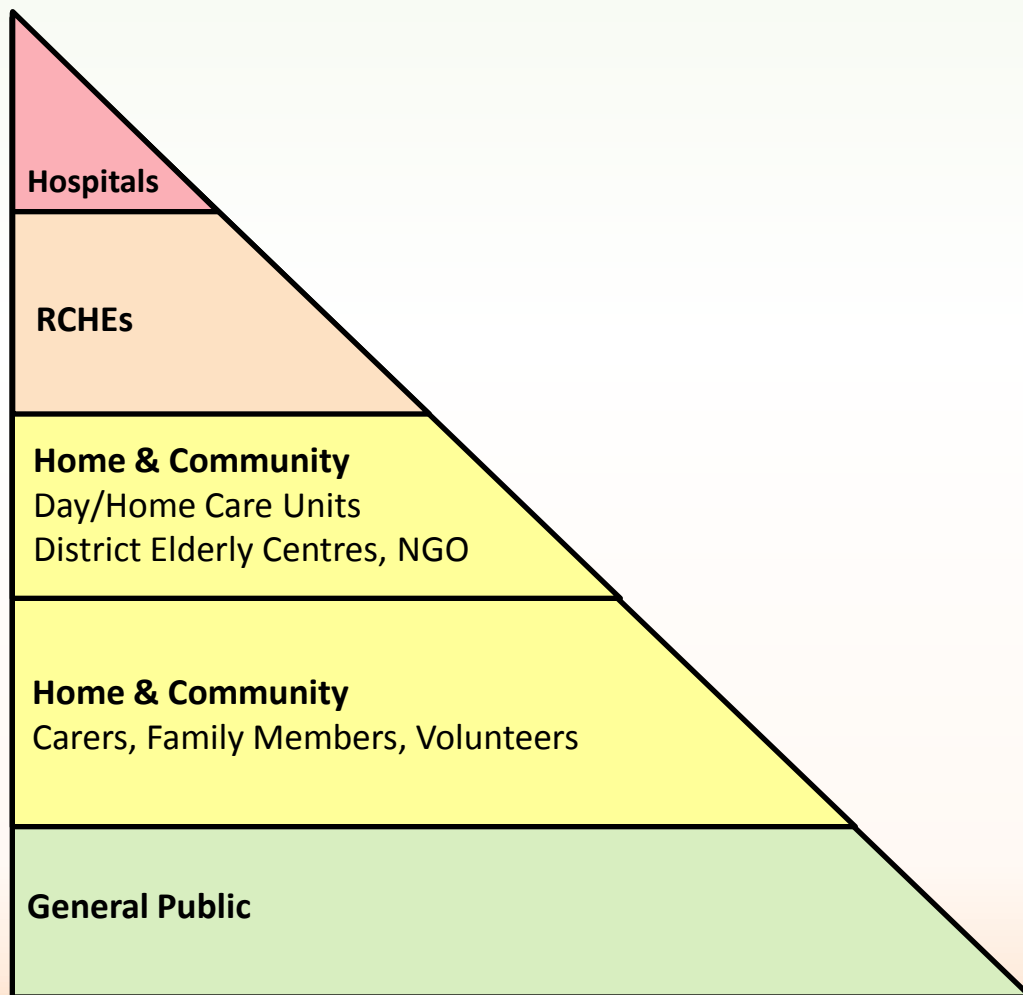 Hospitals
RCHEs
Home & Community
Day/Home Care Units
District Elderly Centres, NGO
Home & Community
Carers, Family Members, Volunteers
General Public